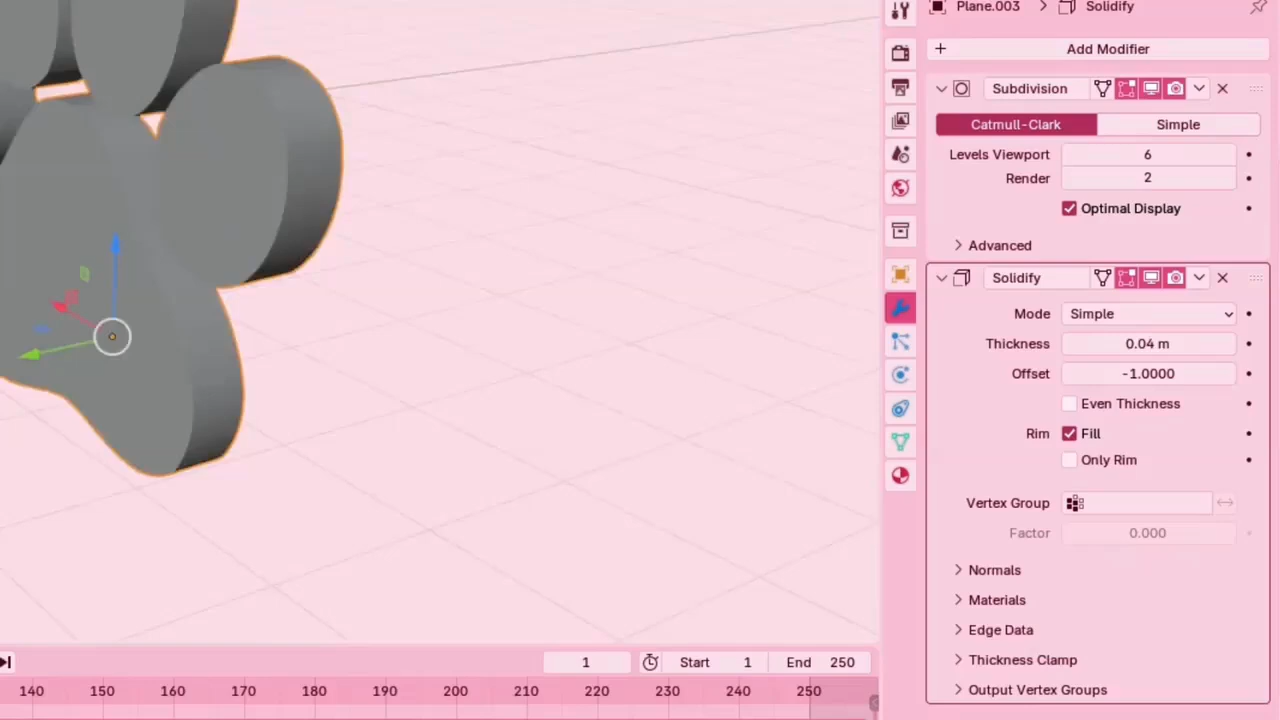 Plane.003 > Solidify
+ Add Modifier
Subdivision
Catmull-Clark Simple
Levels Viewport 6
Render 2
Optimal Display
Advanced
Solidify
Mode Simple
Thickness 0.04 m
Offset -1.0000
Even Thickness
Rim Fill
Only Rim
Vertex Group
Factor 0.000
Normals
Materials
Edge Data
Thickness Clamp
Output Vertex Groups
1 Start 1 End 250
140 150 160 170 180 190 200 210 220 230 240 250